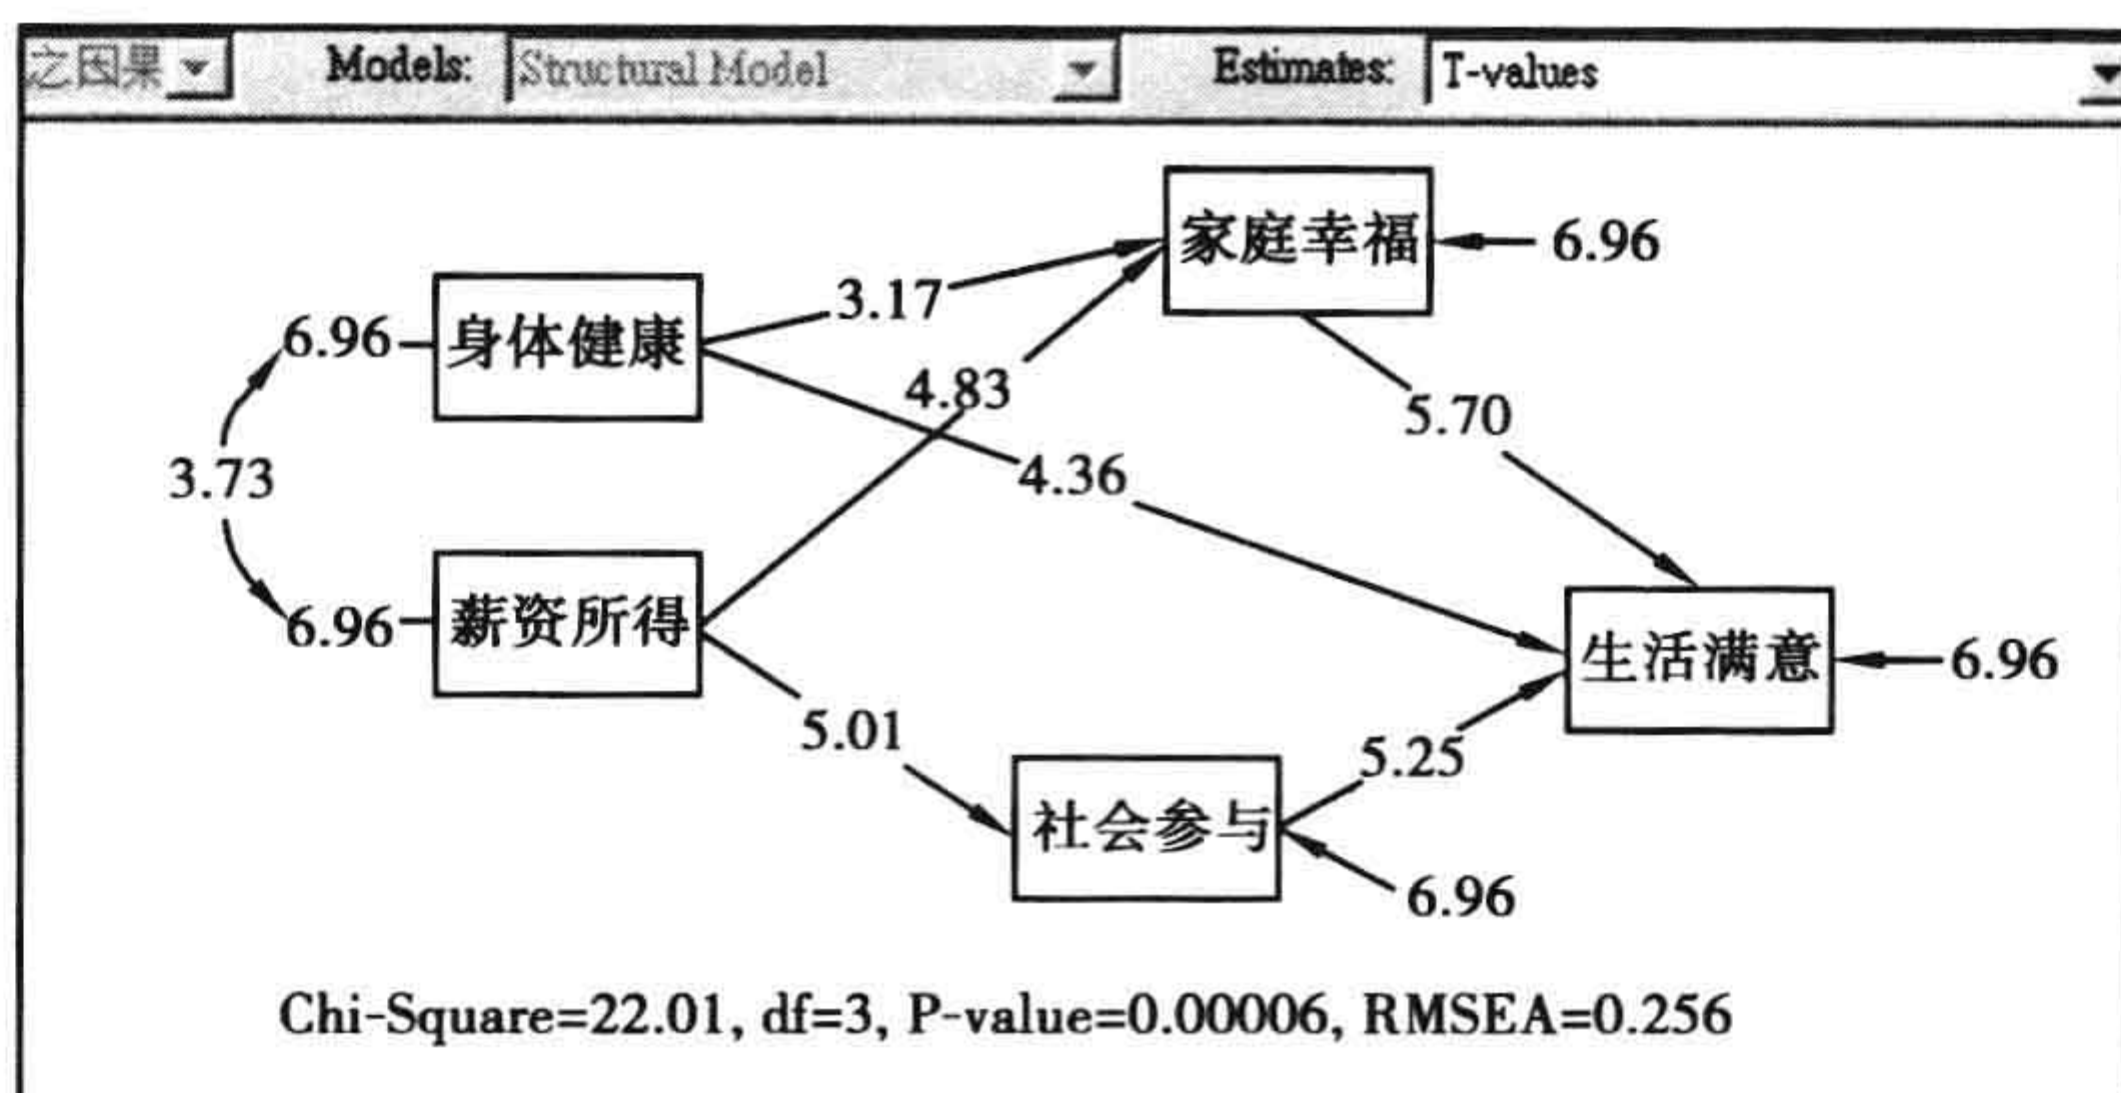 之因果 Models: Structural Model Estimates: T-values
家庭幸福 6.96
3.17
6.96 身体健康
4.83
5.70
3.73
4.36
6.96 薪资所得
生活满意 6.96
5.01
5.25
社会参与
6.96
Chi-Square=22.01, df=3, P-value=0.00006, RMSEA=0.256